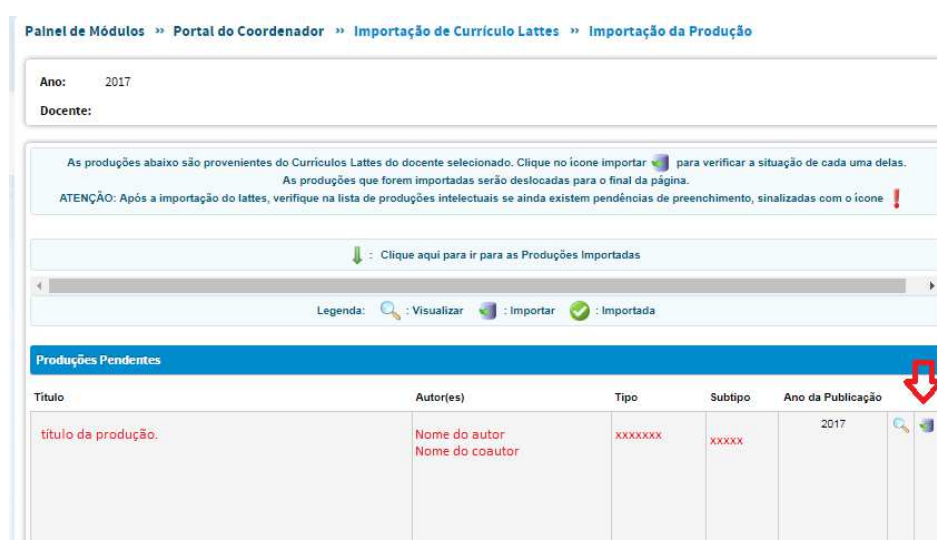 Painel de Módulos » Portal do Coordenador » Importação de Currículo Lattes » Importação da Produção
Ano: 2017
Docente:
As produções abaixo são provenientes do Currículos Lattes do docente selecionado. Clique no ícone importar para verificar a situação de cada uma delas.
As produções que forem importadas serão deslocadas para o final da página.
ATENÇÃO: Após a importação do lattes, verifique na lista de produções intelectuais se ainda existem pendências de preenchimento, sinalizadas com o ícone
: Clique aqui para ir para as Produções Importadas
Legenda: : Visualizar : Importar : Importada
Produções Pendentes
Título Autor(es) Tipo Subtipo Ano da Publicação
título da produção. Nome do autor xxxxxxx xxxxx 2017
Nome do coautor